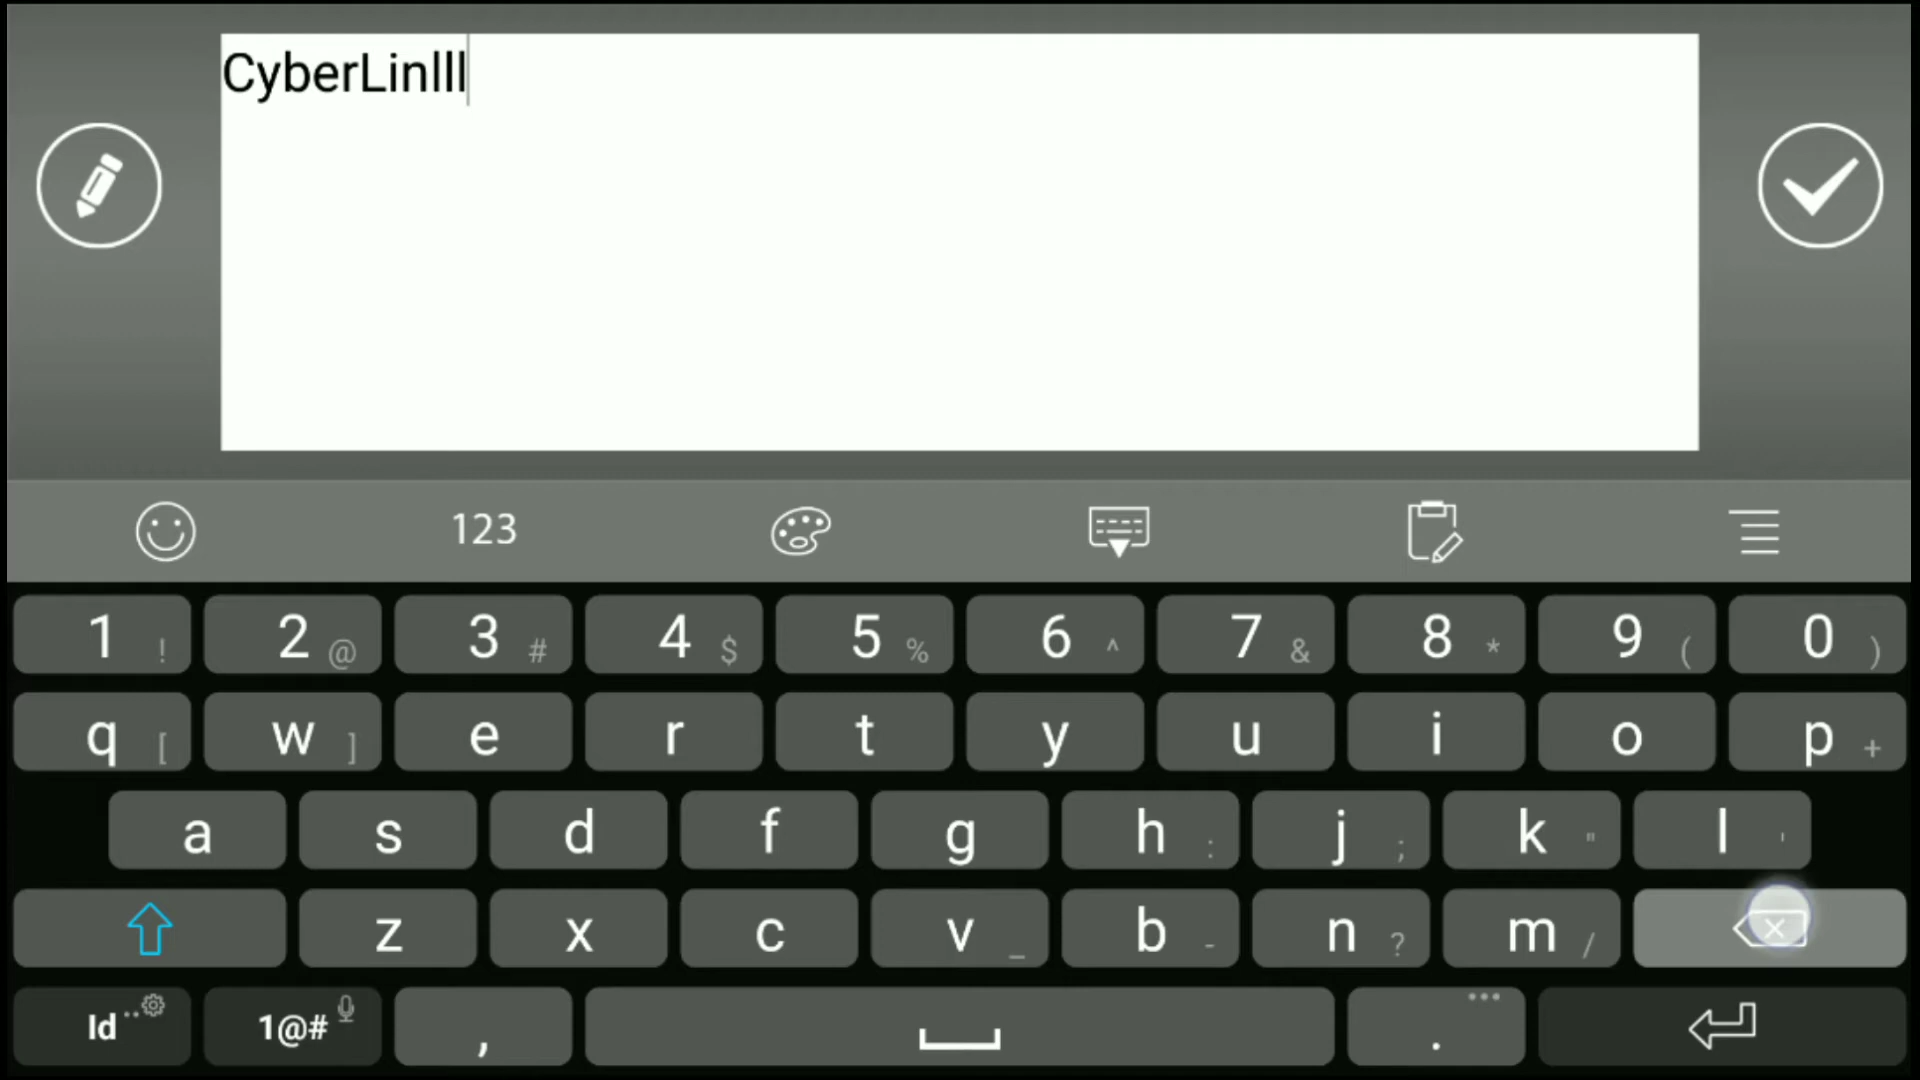 CyberLinlll
123
1 ! 2 @ 3 # 4 $ 5 % 6 ^ 7 & 8 * 9 ( 0 )
q [ w ] e r t y u i o p +
a s d f g h : j ; k " l '
z x c v _ b - n ? m /
Id 1@# , .